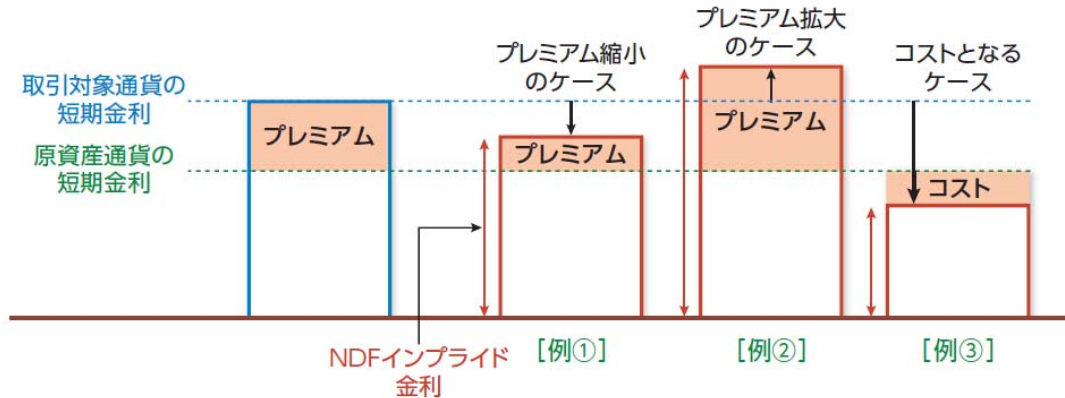 取引対象通貨の
短期金利
原資産通貨の
短期金利
プレミアム
プレミアム縮小
のケース
プレミアム
プレミアム拡大
のケース
プレミアム
コストとなる
ケース
コスト
NDFインプライド
金利
[例①]
[例②]
[例③]